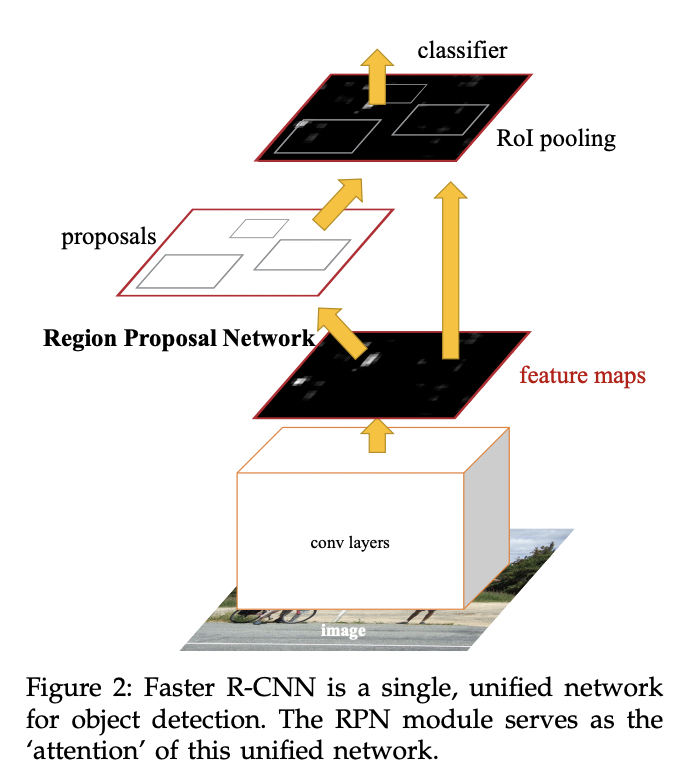 classifier
RoI pooling
proposals
Region Proposal Network
feature maps
conv layers
image
Figure 2: Faster R-CNN is a single, unified network
for object detection. The RPN module serves as the
‘attention’ of this unified network.